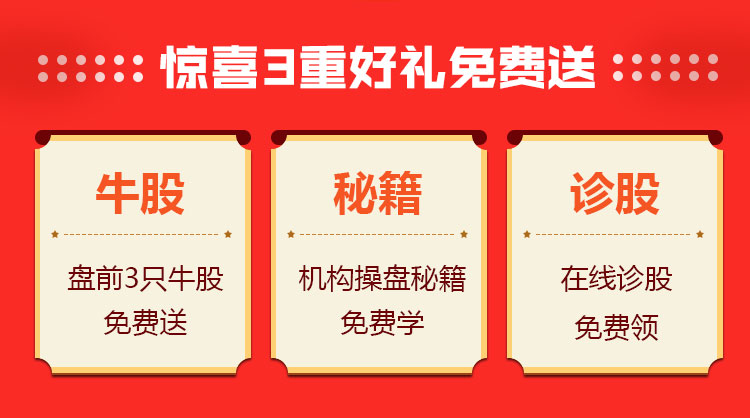 惊喜3重好礼免费送
牛股
盘前3只牛股
免费送
秘籍
机构操盘秘籍
免费学
诊股
在线诊股
免费领